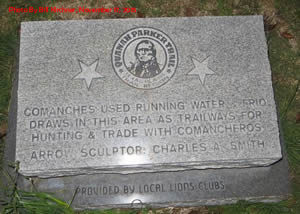 QUANAH PARKER TRAIL
COMANCHES USED RUNNING WATER & FRIO
DRAWS IN THIS AREA AS TRAILWAYS FOR
HUNTING & TRADE WITH COMANCHEROS.
ARROW SCULPTOR: CHARLES A. SMITH
PROVIDED BY LOCAL LIONS CLUBS